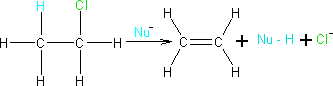 H Cl H H
H C C H Nu⁻ C C + Nu - H + Cl⁻
H H H H